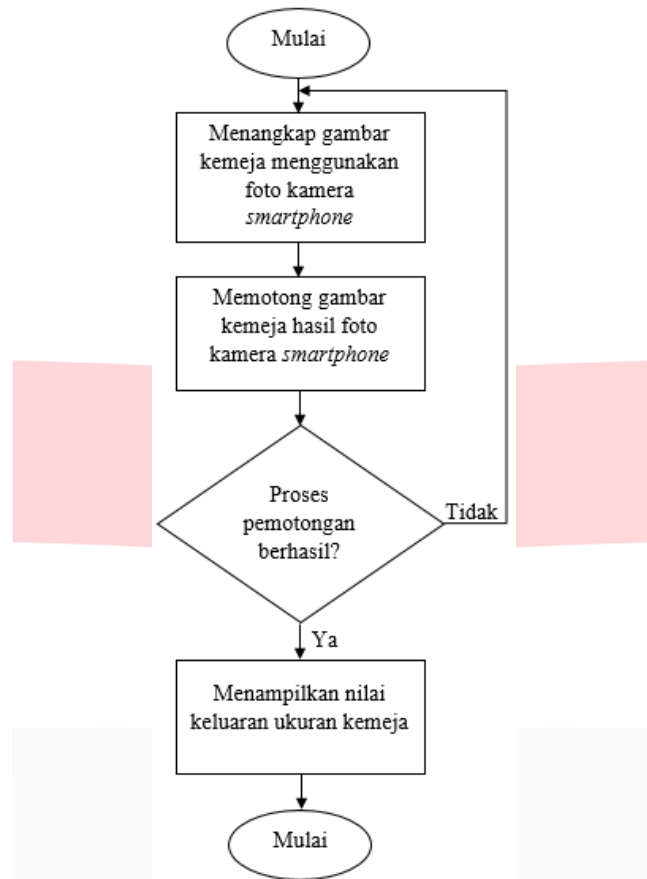 Mulai
Menangkap gambar
kemeja menggunakan
foto kamera
smartphone
Memotong gambar
kemeja hasil foto
kamera smartphone
Proses
pemotongan
berhasil?
Tidak
Ya
Menampilkan nilai
keluaran ukuran kemeja
Mulai